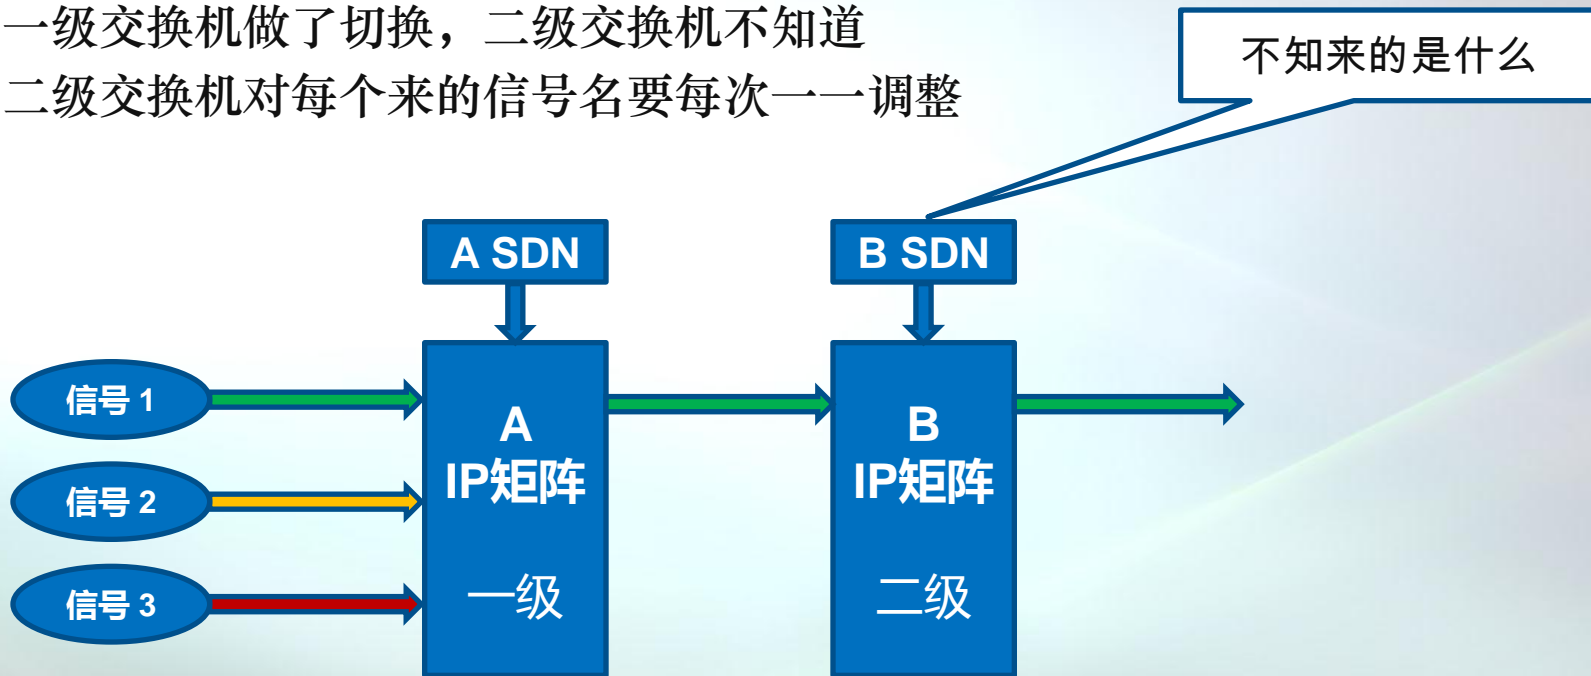 一级交换机做了切换，二级交换机不知道
二级交换机对每个来的信号名要每次一一调整
不知来的是什么
A SDN
B SDN
信号 1
信号 2
信号 3
A
IP矩阵
一级
B
IP矩阵
二级